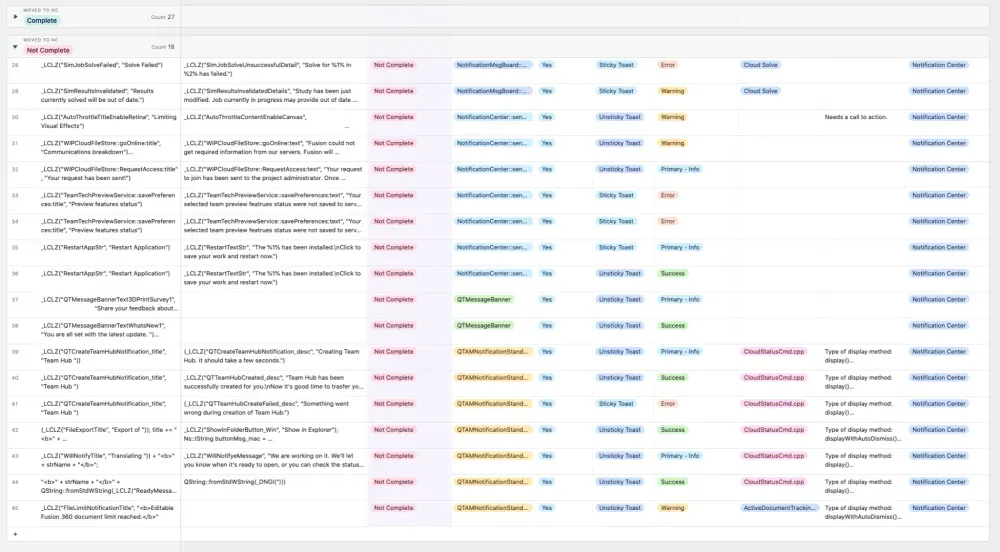 MOVED TO NC
Complete
Count 27
MOVED TO NC
Not Complete
Count 18
28 _LCLZ("SimJobSolveFailed", "Solve Failed") _LCLZ("SimJobSolveUnsuccessfulDetail", "Solve for %1% in Not Complete NotificationMsgBoard::... Yes Sticky Toast Error Cloud Solve Notification Center
%2% has failed.")
29 _LCLZ("SimResultsInvalidated", "Results _LCLZ("SimResultsInvalidatedDetails", "Study has been just Not Complete NotificationMsgBoard::... Yes Sticky Toast Warning Cloud Solve Notification Center
currently solved will be out of date.") modified. Job currently in progress may provide out of date ...
30 _LCLZ("AutoThrottleTitleEnableRetina", "Limiting _LCLZ("AutoThrottleContentEnableCanvas", Not Complete NotificationCenter::sen... Yes Unsticky Toast Warning Needs a call to action. Notification Center
Visual Effects") ...
31 _LCLZ("WIPCloudFileStore::goOnline:title", _LCLZ("WIPCloudFileStore::goOnline:text", "Fusion could not Not Complete NotificationCenter::sen... Yes Unsticky Toast Warning Notification Center
"Communications breakdown")... get required information from our servers. Fusion will ...
32 _LCLZ("WIPCloudFileStore::RequestAccess:title" _LCLZ("WIPCloudFileStore::RequestAccess:text", "Your request Not Complete NotificationCenter::sen... Yes Unsticky Toast Primary - Info Notification Center
, "Your request has been sent!") to join has been sent to the project administrator. Once ...
33 _LCLZ("TeamTechPreviewService::savePreferen _LCLZ("TeamTechPreviewService::savePreferences:text", "Your Not Complete NotificationCenter::sen... Yes Sticky Toast Error Notification Center
ces:title", "Preview features status") selected team preview featrues status were not saved to serv...
34 _LCLZ("TeamTechPreviewService::savePreferen _LCLZ("TeamTechPreviewService::savePreferences:text", "Your Not Complete NotificationCenter::sen... Yes Sticky Toast Error Notification Center
ces:title", "Preview features status") selected team preview featrues status were not saved to serv...
35 _LCLZ("RestartAppStr", "Restart Application") _LCLZ("RestartTextStr", "The %1% has been installed.\nClick to Not Complete NotificationCenter::sen... Yes Unsticky Toast Primary - Info Notification Center
save your work and restart now.")
36 _LCLZ("RestartAppStr", "Restart Application") _LCLZ("RestartTextStr", "The %1% has been installed.\nClick to Not Complete NotificationCenter::sen... Yes Unsticky Toast Success Notification Center
save your work and restart now.")
37 _LCLZ("QTMessageBannerText3DPrintSurvey1", Not Complete QTMessageBanner Yes Unsticky Toast Primary - Info Notification Center
"Share your feedback about...
38 _LCLZ("QTMessageBannerTextWhatsNew1", Not Complete QTMessageBanner Yes Unsticky Toast Success Notification Center
"You are all set with the latest update. ")...
39 _LCLZ("QTCreateTeamHubNotification_title", (_LCLZ("QTCreateTeamHubNotification_desc", "Creating Team Not Complete QTAMNotificationStand... Yes Unsticky Toast Primary - Info CloudStatusCmd.cpp Type of display method: Notification Center
"Team Hub ")) Hub. It should take a few seconds.") display()...
40 _LCLZ("QTCreateTeamHubNotification_title", _LCLZ("QTTeamHubCreated_desc", "Team Hub has been Not Complete QTAMNotificationStand... Yes Unsticky Toast Success CloudStatusCmd.cpp Type of display method: Notification Center
"Team Hub ") successfully created for you.\nNow it's good time to trasfer yo... display()...
41 _LCLZ("QTCreateTeamHubNotification_title", (_LCLZ("QTTeamHubCreateFailed_desc", "Something went Not Complete QTAMNotificationStand... Yes Sticky Toast Error CloudStatusCmd.cpp Type of display method: Notification Center
"Team Hub ") wrong during creation of Team Hub.") display()...
42 (_LCLZ("FileExportTitle", "Export of ")); title += " _LCLZ("ShowInFolderButton_Win", "Show in Explorer"); Not Complete QTAMNotificationStand... Yes Unsticky Toast Success CloudStatusCmd.cpp Type of display method: Notification Center
<b>" + ... Ns::IString buttonMsg_mac = ... displayWithAutoDismiss()...
43 _LCLZ("WillNotifyTitle", "Translating ")) + "<b>" _LCLZ("WillNotifyeMessage", "We are working on it. We'll let Not Complete QTAMNotificationStand... Yes Unsticky Toast Primary - Info CloudStatusCmd.cpp Type of display method: Notification Center
+ strName + "</b>"; you know when it's ready to open, or you can check the status... display()...
44 "<b>" + strName + "</b>" + QString::fromStdWString(_DNGI(")")) Not Complete QTAMNotificationStand... Yes Unsticky Toast Success CloudStatusCmd.cpp Type of display method: Notification Center
QString::fromStdWString(_LCLZ("ReadyMessa... display()...
45 _LCLZ("FileLimitNotificationTitle", "<b>Editable Not Complete QTAMNotificationStand... Yes Unsticky Toast Warning ActiveDocumentTrackin... Type of display method: Notification Center
Fusion 360 document limit reached.</b>" displayWithAutoDismiss()...
+